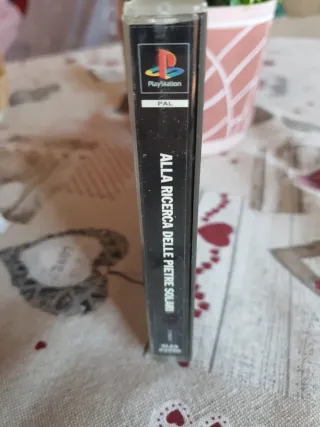 PlayStation
PAL
ALLA RICERCA DELLE PIETRE SOLARI